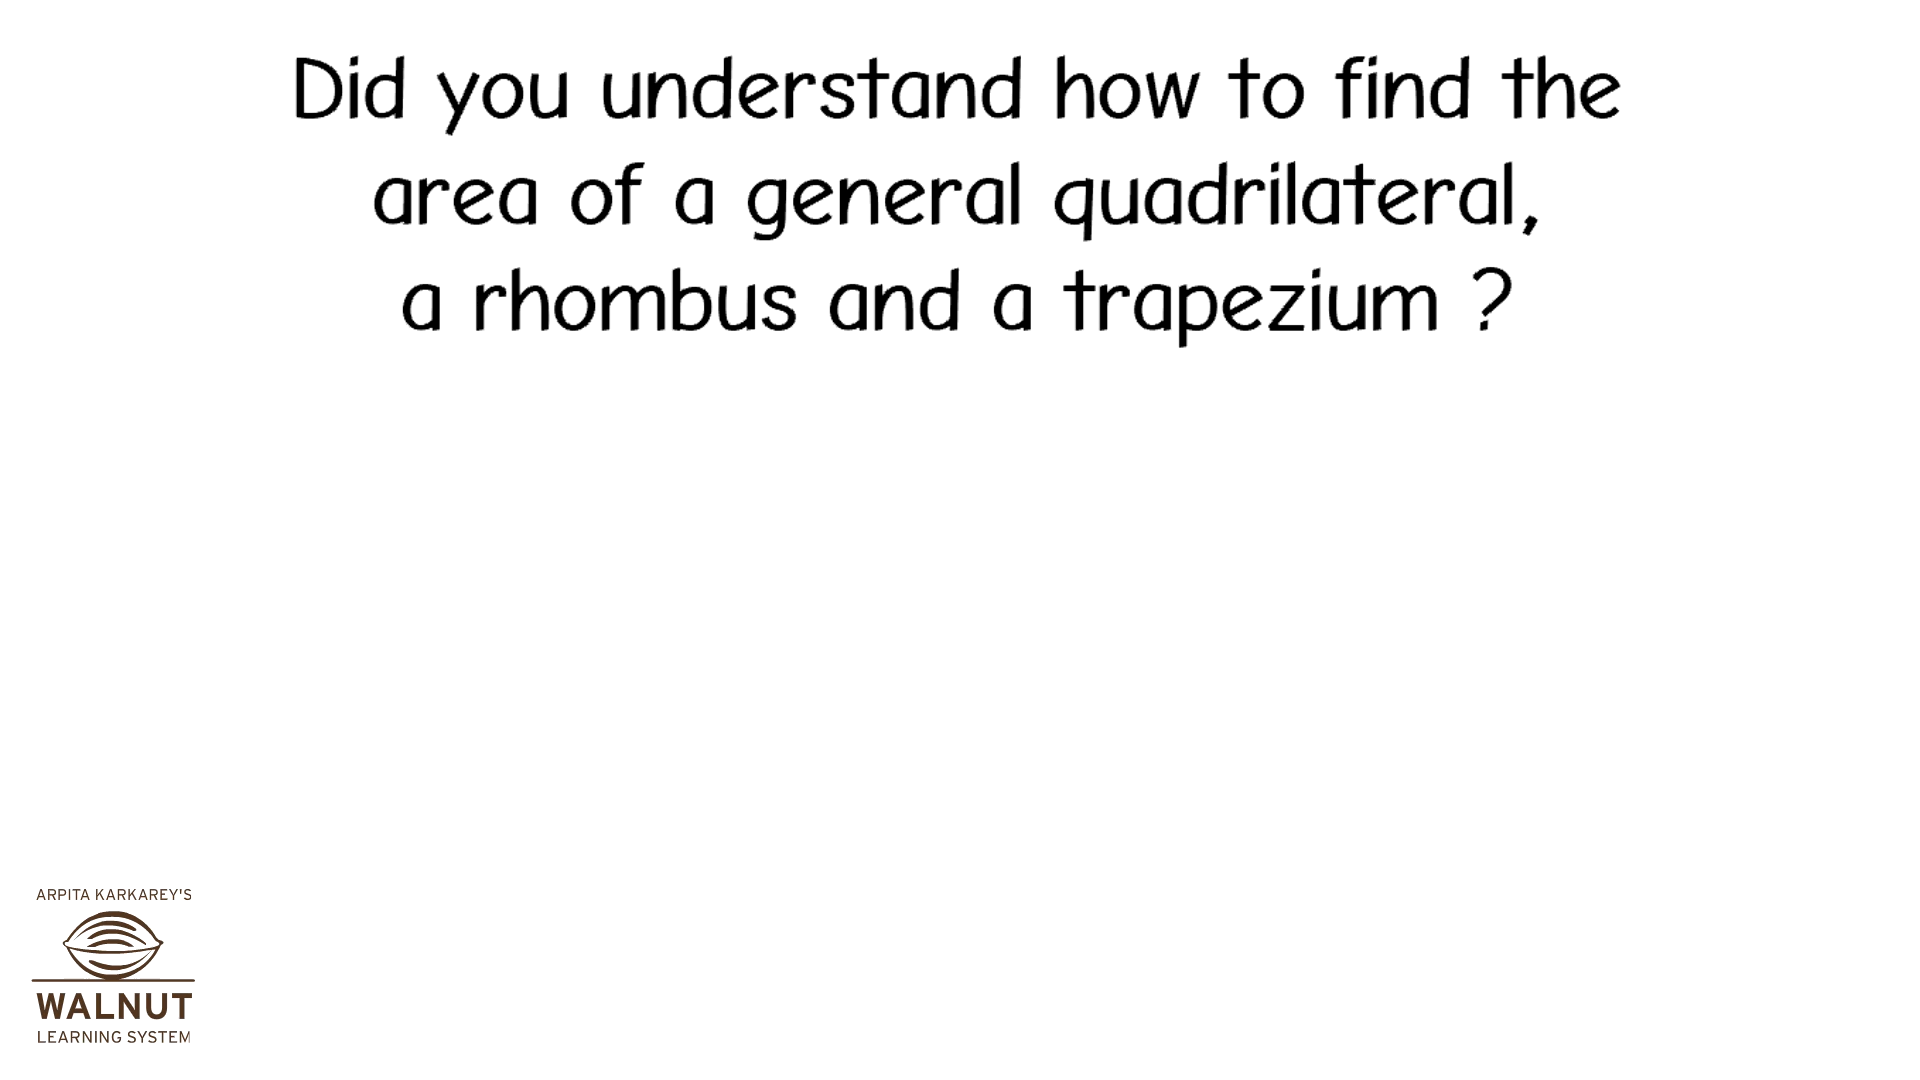 Did you understand how to find the
area of a general quadrilateral,
a rhombus and a trapezium ?
ARPITA KARKAREY'S
WALNUT
LEARNING SYSTEM